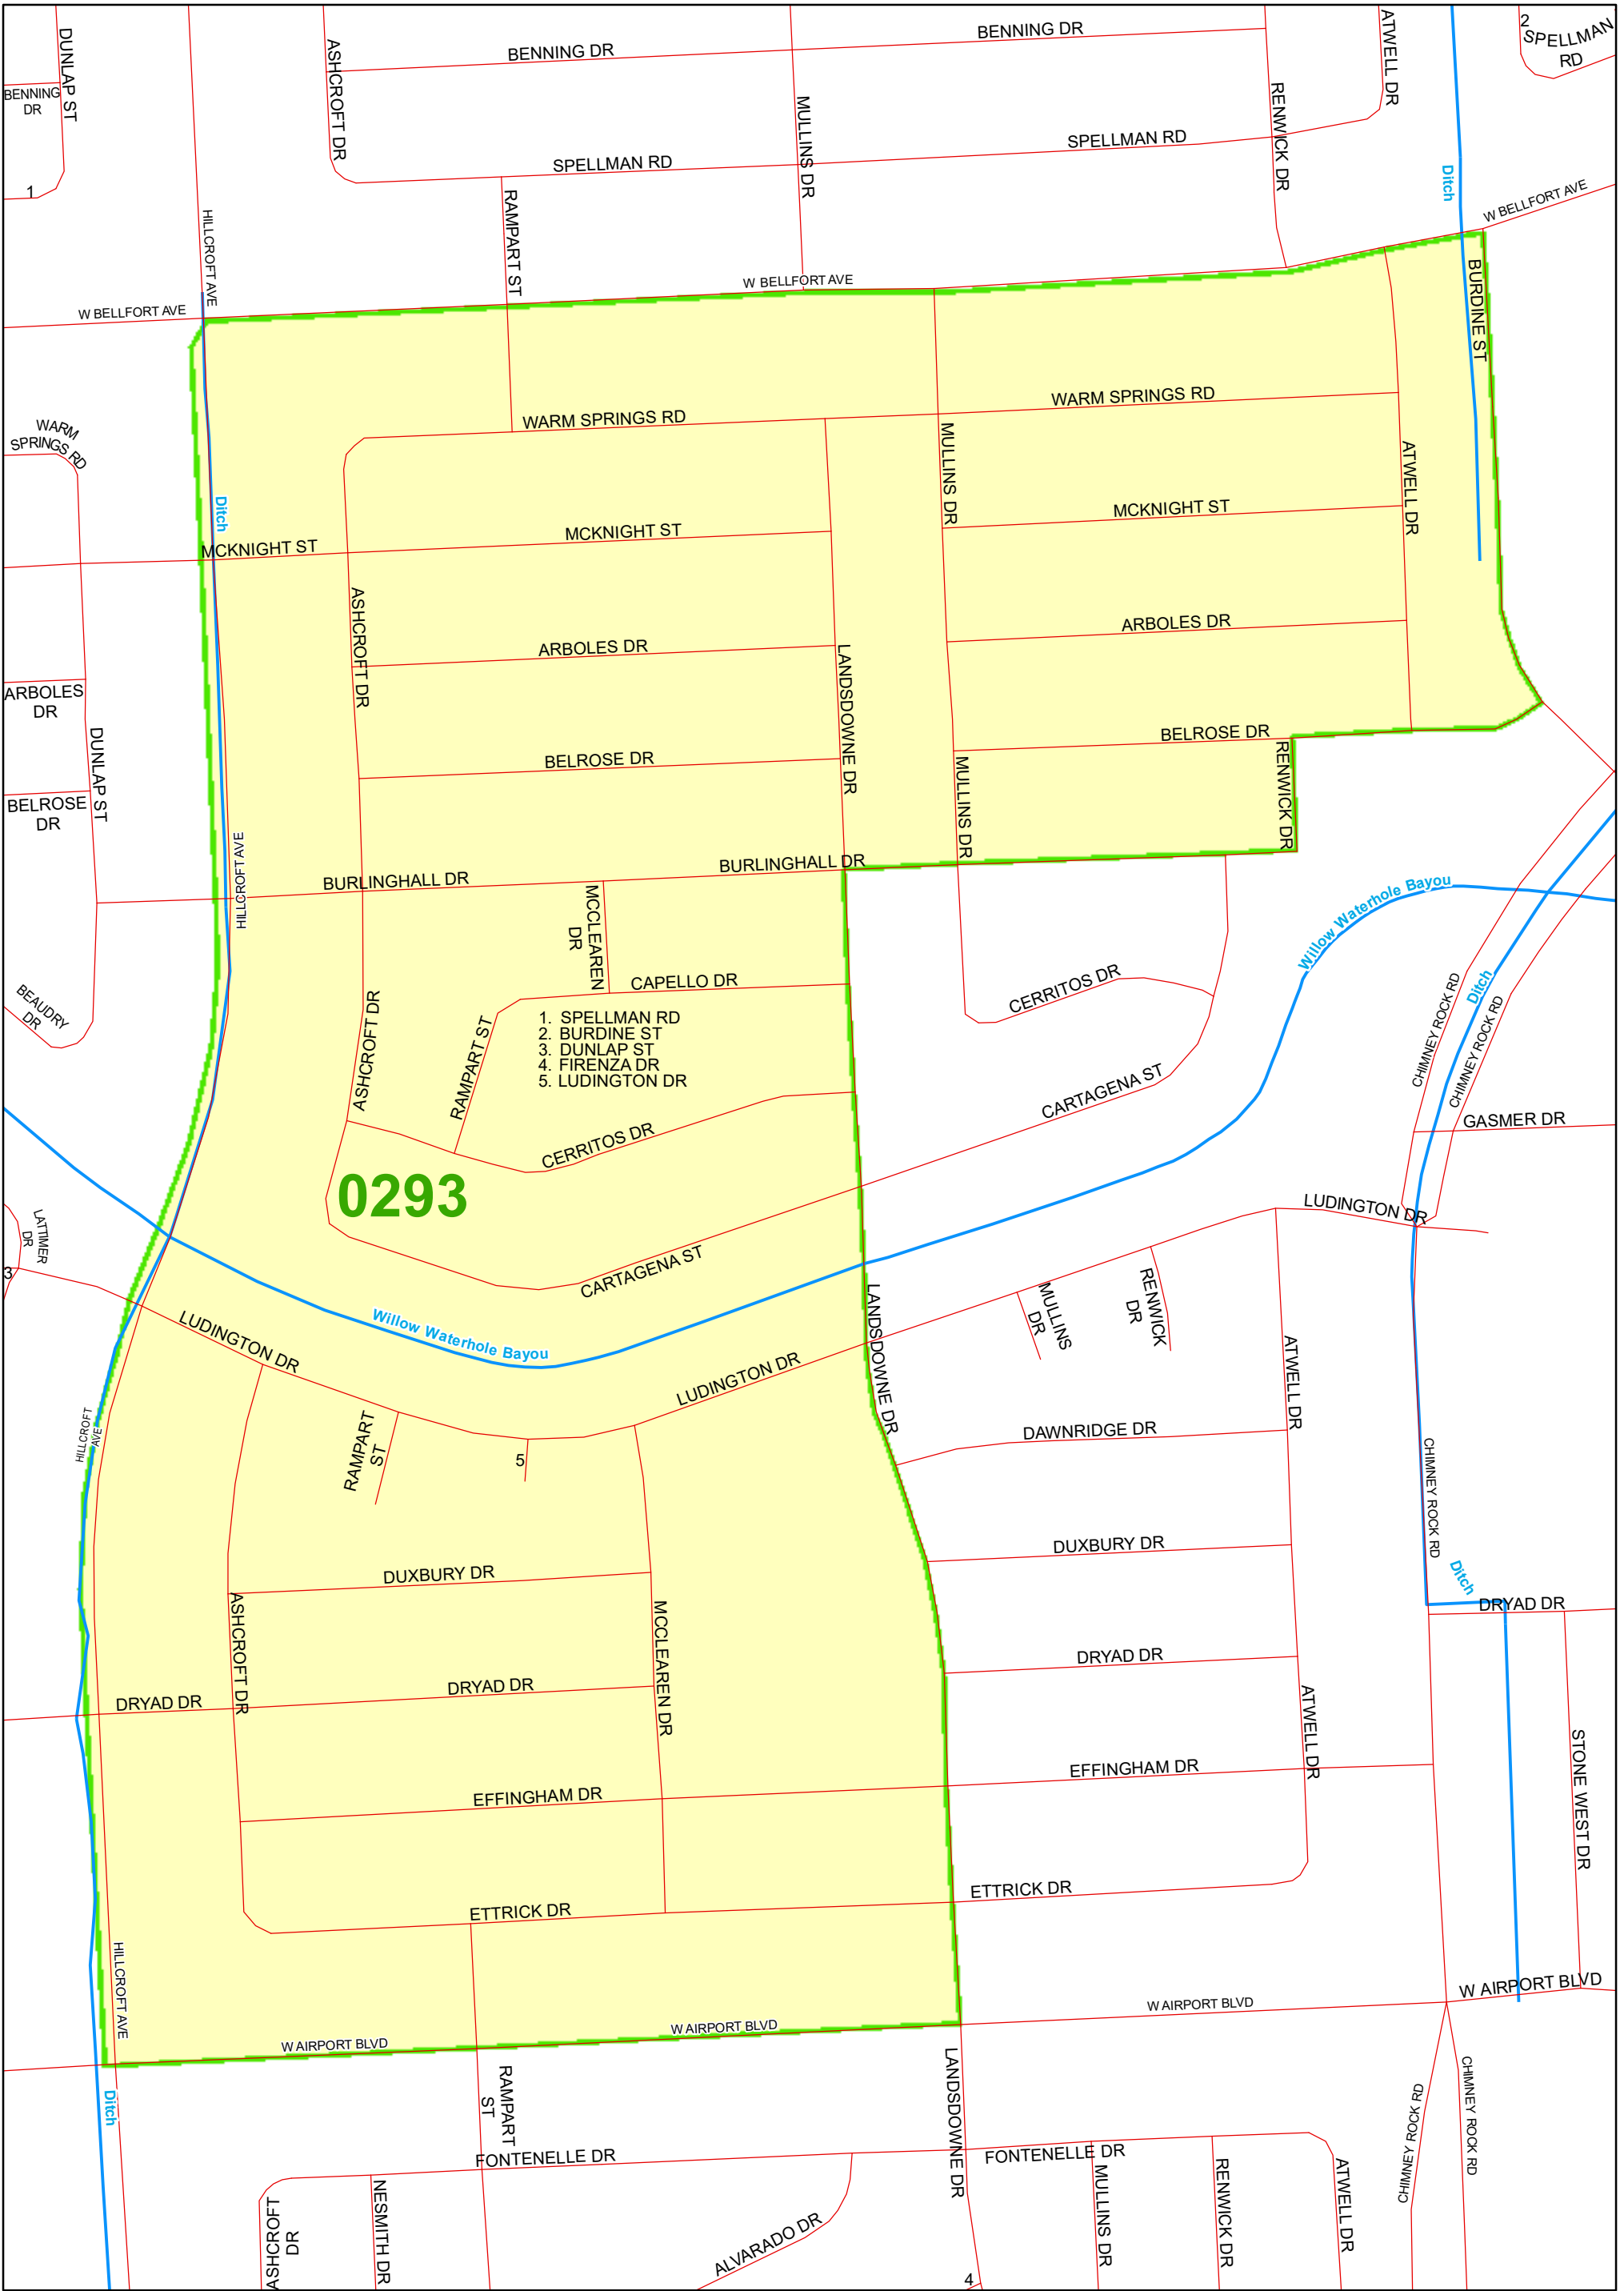 DUNLAP ST
BENNING
DR
1
HILLCROFT AVE
ASHCROFT DR
BENNING DR
BENNING DR
MULLINS DR
SPELLMAN RD
SPELLMAN RD
RENWICK DR
ATWELL DR
2
SPELLMAN
RD
Ditch
RAMPART ST
W BELLFORT AVE
W BELLFORT AVE
W BELLFORT AVE
BURDINE ST
WARM
SPRINGS RD
WARM SPRINGS RD
WARM SPRINGS RD
MULLINS DR
ATWELL DR
Ditch
MCKNIGHT ST
MCKNIGHT ST
MCKNIGHT ST
ASHCROFT DR
ARBOLES DR
ARBOLES DR
LANDSDOWNE DR
ARBOLES
DR
DUNLAP ST
BELROSE DR
BELROSE DR
MULLINS DR
RENWICK DR
BELROSE
DR
HILLCROFT AVE
BURLINGHALL DR
BURLINGHALL DR
MCCLEAREN
DR
CAPELLO DR
Willow Waterhole Bayou
CERRITOS DR
Ditch
CHIMNEY ROCK RD
CHIMNEY ROCK RD
BEAUDRY
DR
ASHCROFT DR
RAMPART ST
1. SPELLMAN RD
2. BURDINE ST
3. DUNLAP ST
4. FIRENZA DR
5. LUDINGTON DR
CARTAGENA ST
GASMER DR
CERRITOS DR
0293
LUDINGTON DR
LATTIMER
DR
3
CARTAGENA ST
LANDSDOWNE DR
MULLINS
DR
RENWICK
DR
LUDINGTON DR
Willow Waterhole Bayou
LUDINGTON DR
ATWELL DR
HILLCROFT
AVE
RAMPART
ST
5
DAWNRIDGE DR
CHIMNEY ROCK RD
DUXBURY DR
DUXBURY DR
Ditch
ASHCROFT DR
MCCLEAREN DR
DRYAD DR
DRYAD DR
DRYAD DR
DRYAD DR
ATWELL DR
STONE WEST DR
EFFINGHAM DR
EFFINGHAM DR
ETTRICK DR
ETTRICK DR
HILLCROFT AVE
W AIRPORT BLVD
W AIRPORT BLVD
W AIRPORT BLVD
W AIRPORT BLVD
Ditch
RAMPART
ST
LANDSDOWNE DR
CHIMNEY ROCK RD
CHIMNEY ROCK RD
FONTENELLE DR
FONTENELLE DR
ASHCROFT
DR
NESMITH DR
ALVARADO DR
MULLINS DR
RENWICK DR
ATWELL DR
4